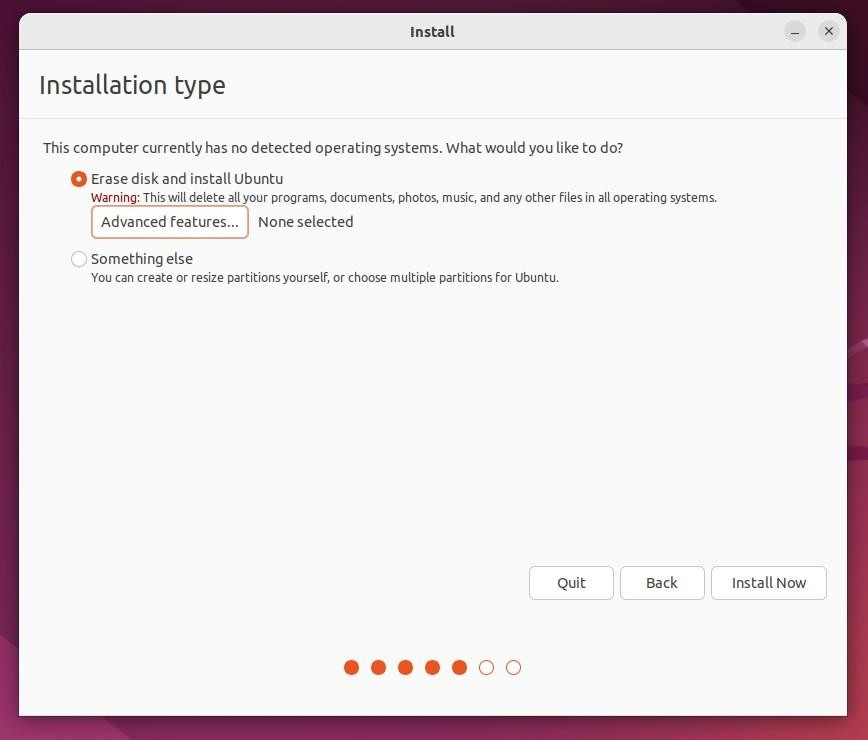 Install
Installation type
This computer currently has no detected operating systems. What would you like to do?
Erase disk and install Ubuntu
Warning: This will delete all your programs, documents, photos, music, and any other files in all operating systems.
Advanced features... None selected
Something else
You can create or resize partitions yourself, or choose multiple partitions for Ubuntu.
Quit Back Install Now